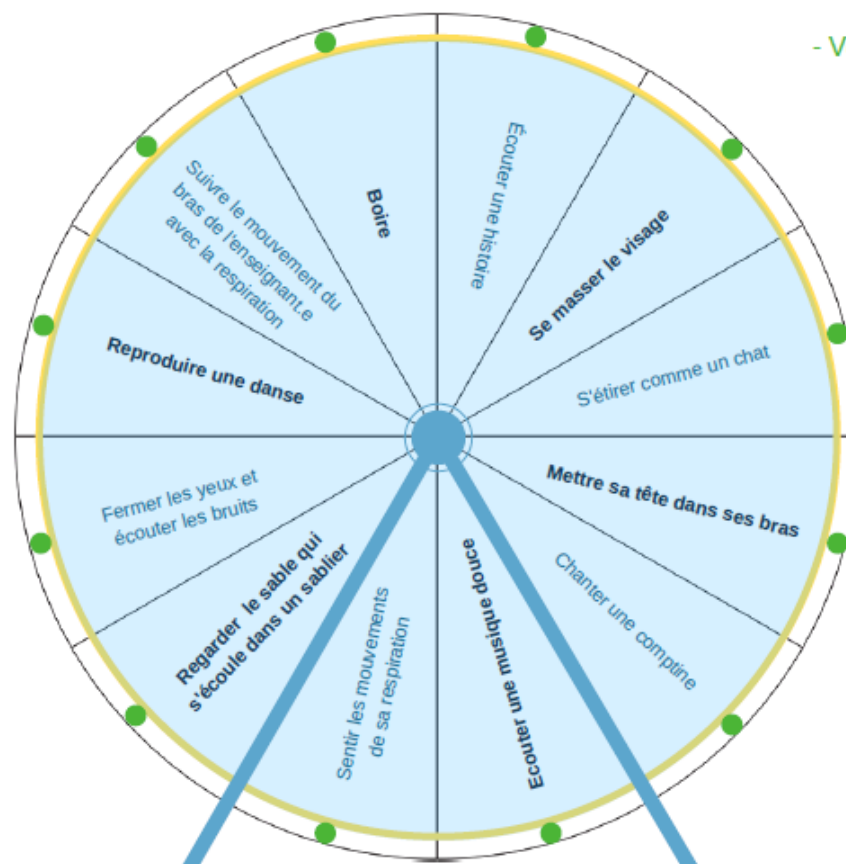 - V
Écouter une histoire
Se masser le visage
S'étirer comme un chat
Mettre sa tête dans ses bras
Chanter une comptine
Ecouter une musique douce
Sentir les mouvements
de sa respiration
Regarder le sable qui
s'écoule dans un sablier
Fermer les yeux et
écouter les bruits
Reproduire une danse
Suivre le mouvement du
bras de l'enseignant.e
avec la respiration
Boire